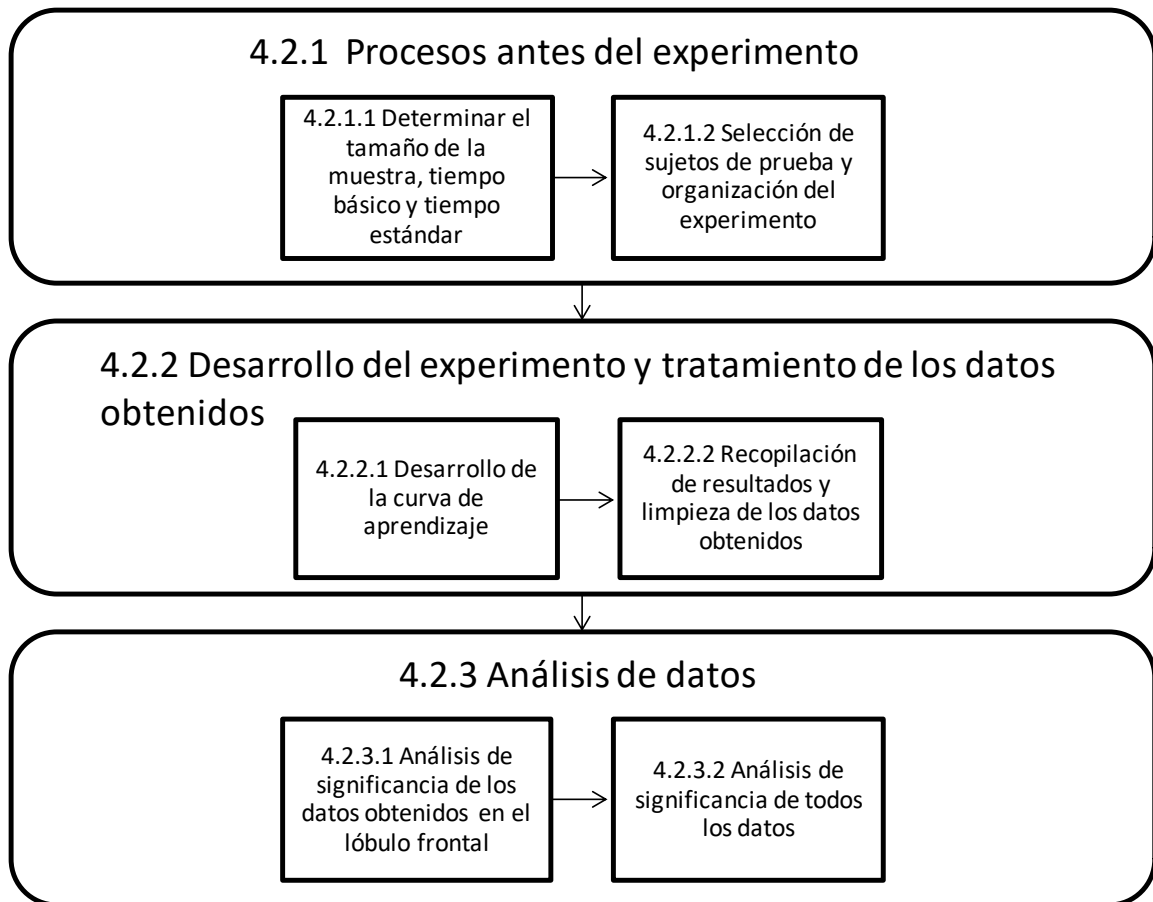 4.2.1 Procesos antes del experimento
4.2.1.1 Determinar el
tamaño de la
muestra, tiempo
básico y tiempo
estándar
4.2.1.2 Selección de
sujetos de prueba y
organización del
experimento
4.2.2 Desarrollo del experimento y tratamiento de los datos
obtenidos
4.2.2.1 Desarrollo de
la curva de
aprendizaje
4.2.2.2 Recopilación
de resultados y
limpieza de los datos
obtenidos
4.2.3 Análisis de datos
4.2.3.1 Análisis de
significancia de los
datos obtenidos en el
lóbulo frontal
4.2.3.2 Análisis de
significancia de todos
los datos